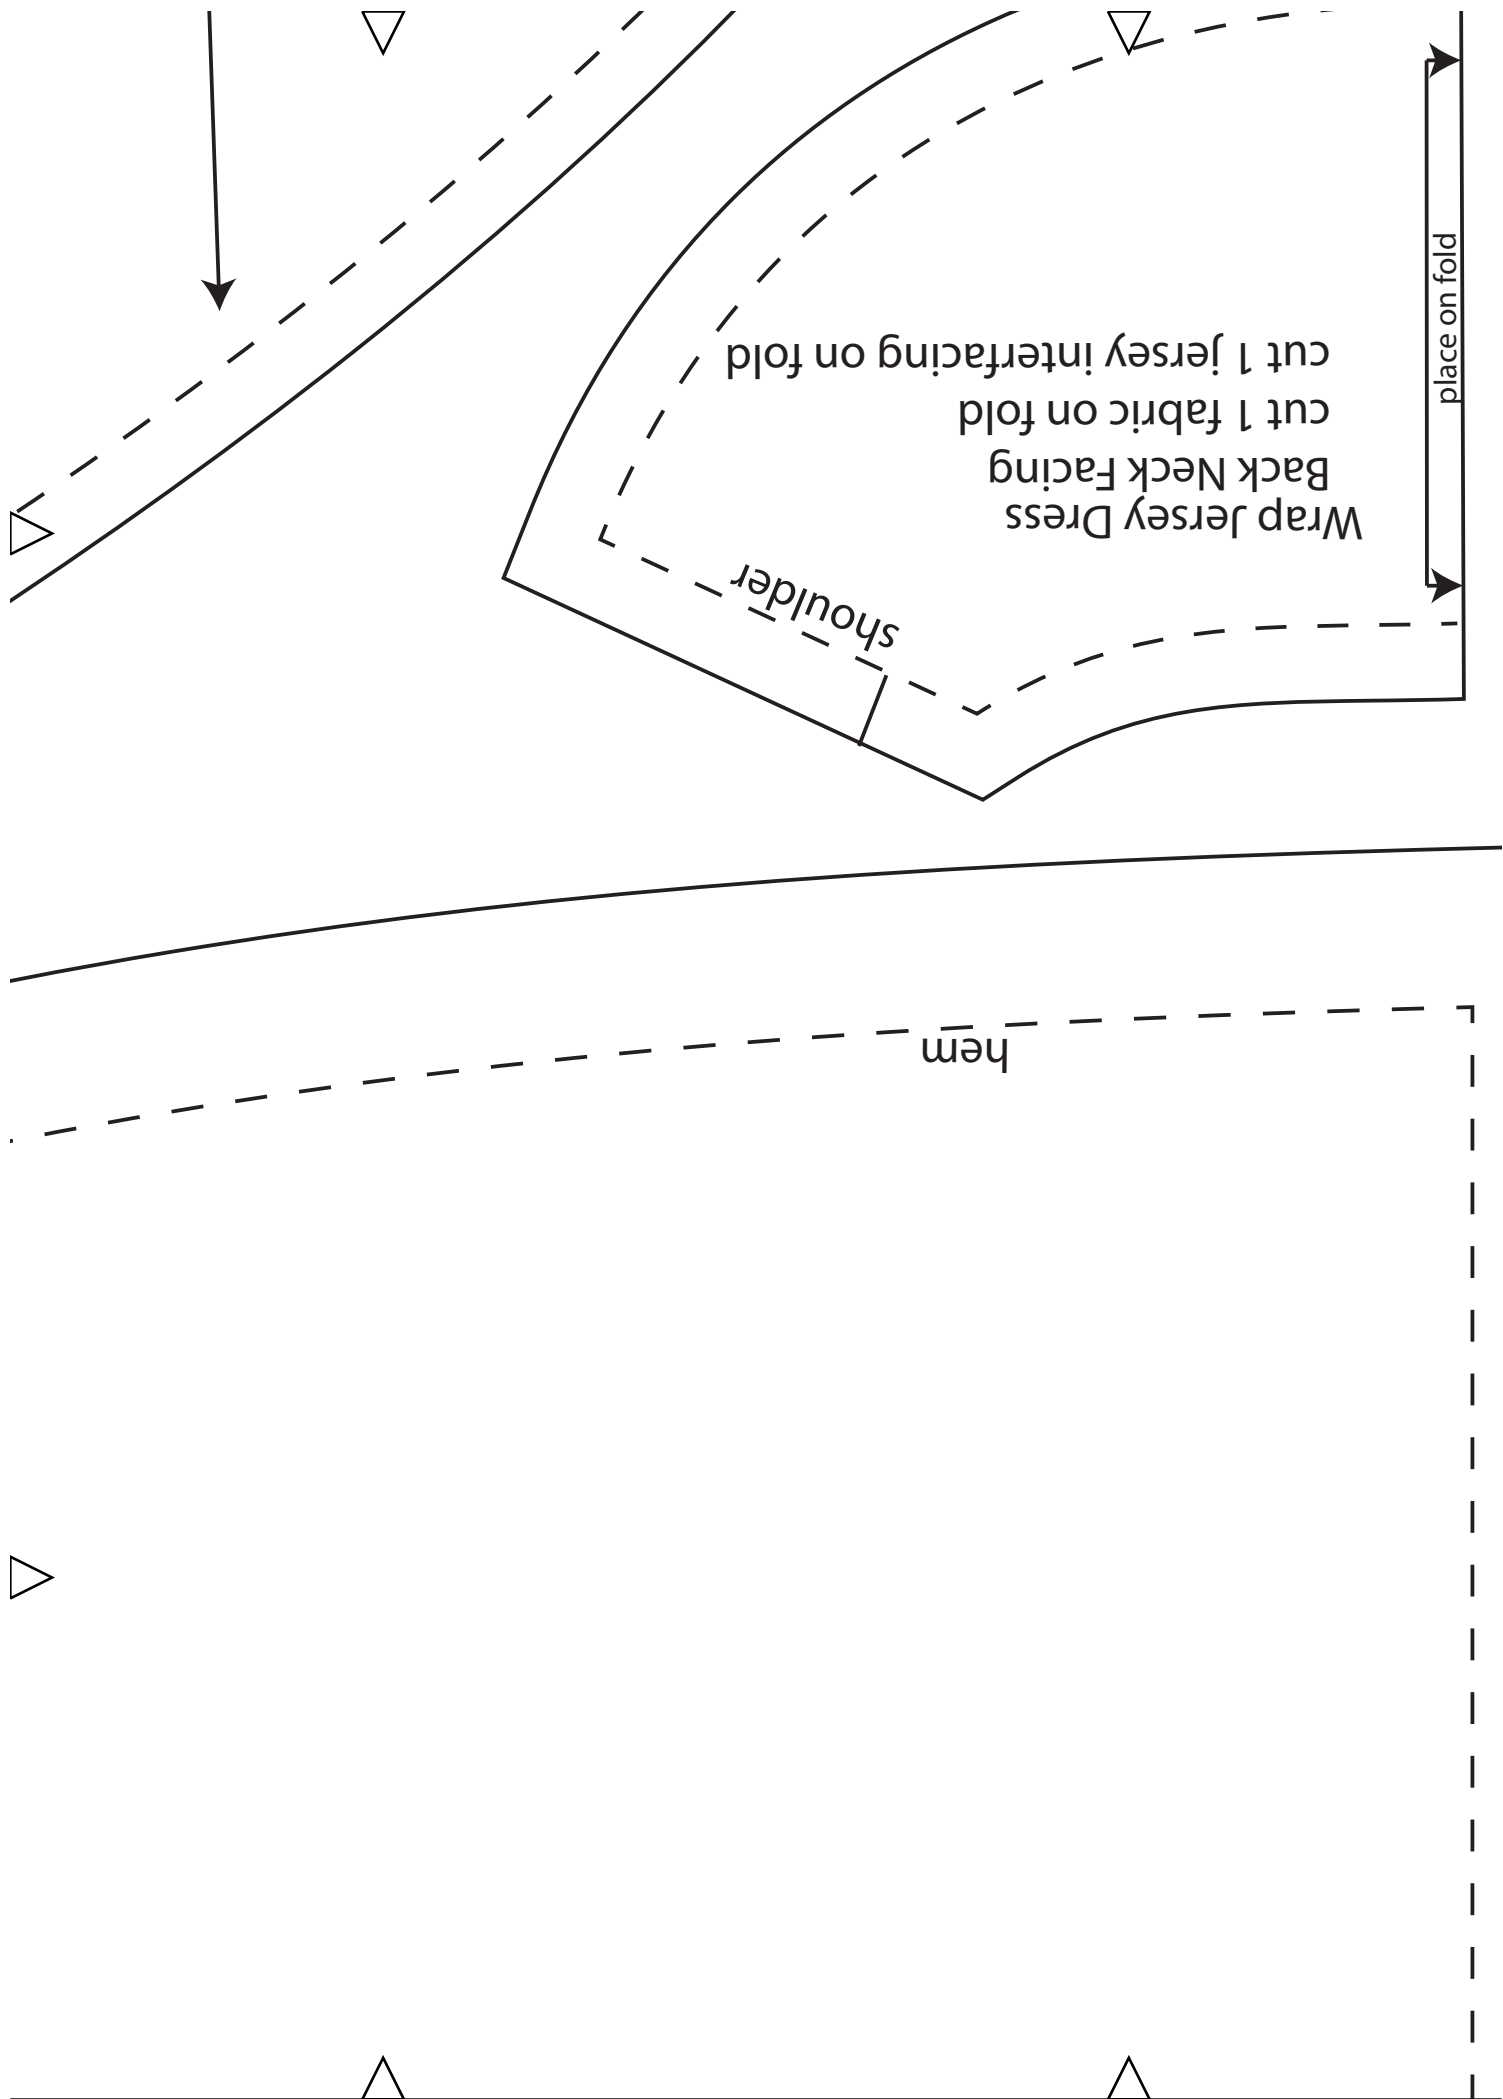 Wrap Jersey Dress
Back Neck Facing
cut 1 fabric on fold
cut 1 jersey interfacing on fold
place on fold
shoulder
hem